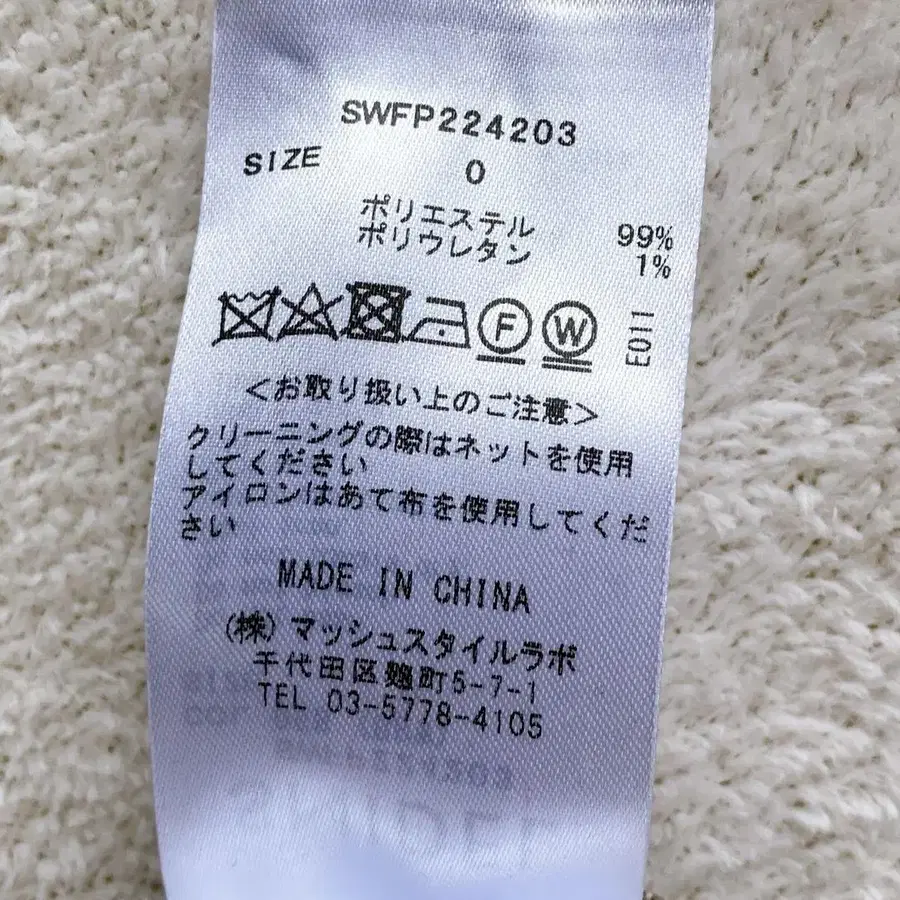 SWFP224203
SIZE 0
ポリエステル 99%
ポリウレタン 1%
F W E011
<お取り扱い上のご注意>
クリーニングの際はネットを使用
してください
アイロンはあて布を使用してくだ
さい
MADE IN CHINA
(株)マッシュスタイルラボ
千代田区麹町5-7-1
TEL 03-5778-4105